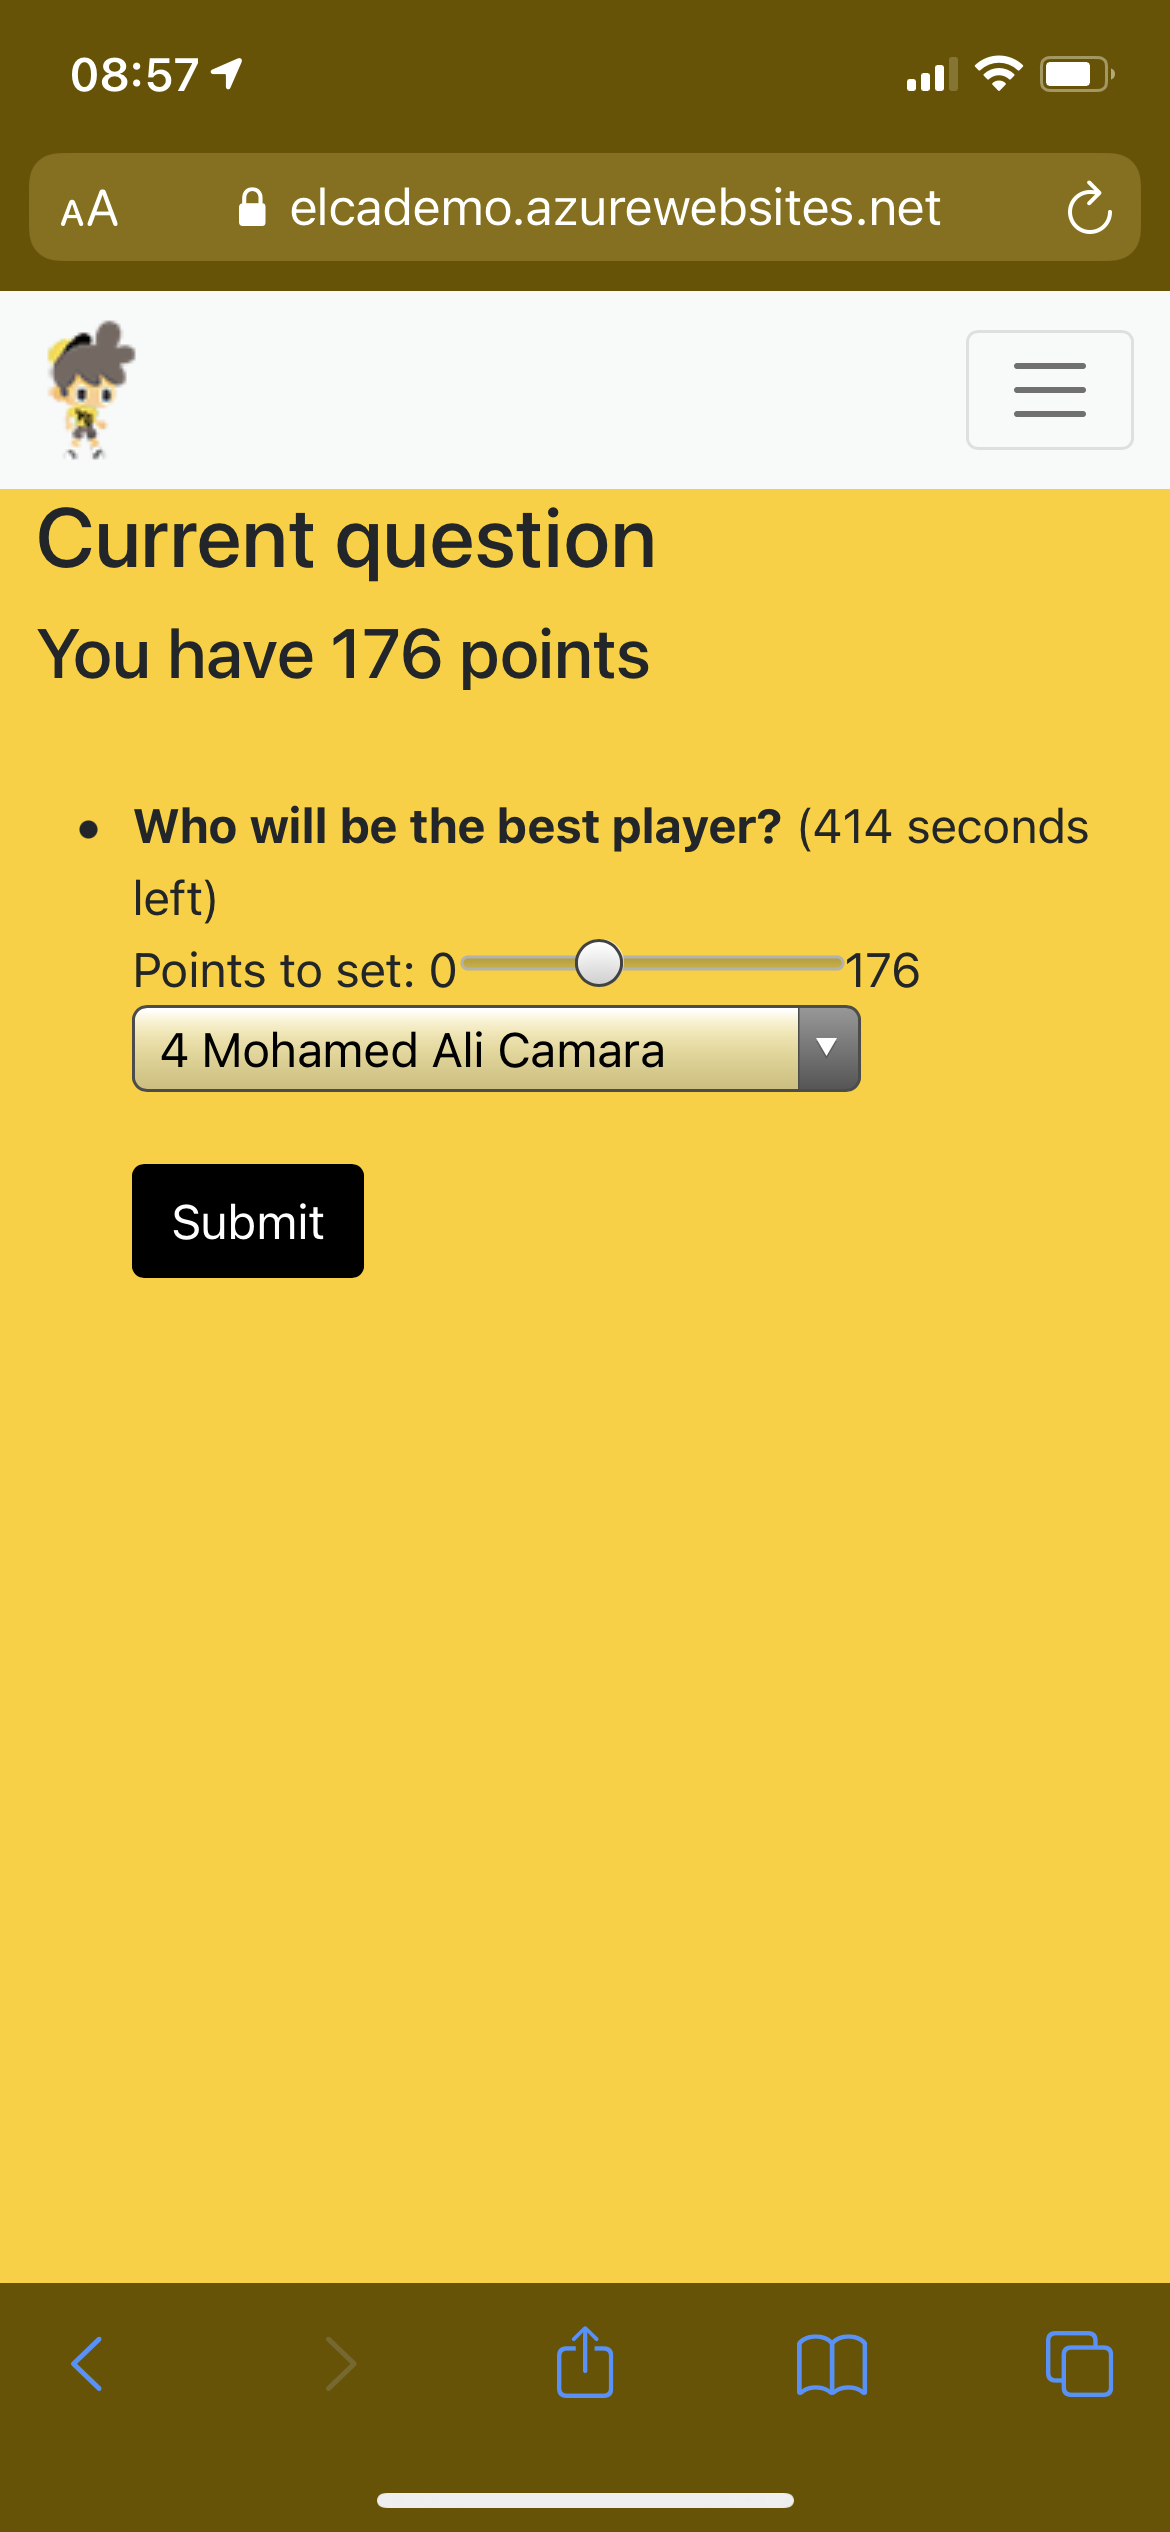 08:57
AA elcademo.azurewebsites.net
Current question
You have 176 points
• Who will be the best player? (414 seconds
left)
Points to set: 0 176
4 Mohamed Ali Camara
Submit